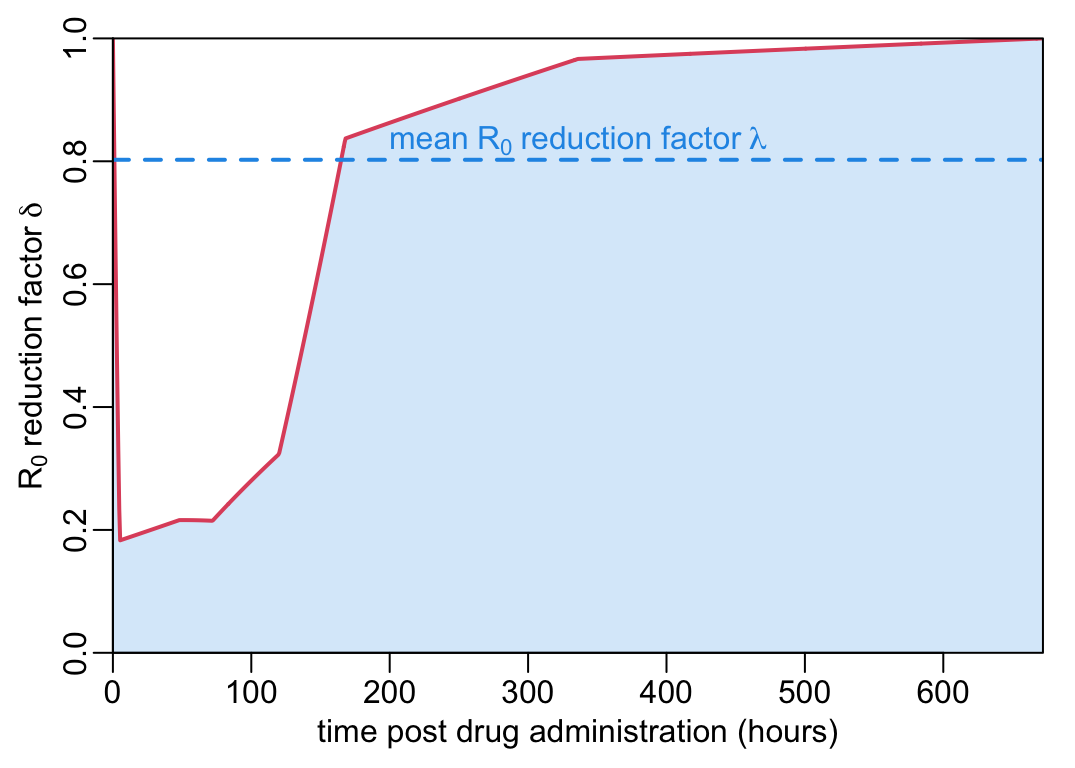 1.0
0.8
0.6
0.4
0.2
0.0
R0 reduction factor δ
mean R0 reduction factor λ
0 100 200 300 400 500 600
time post drug administration (hours)